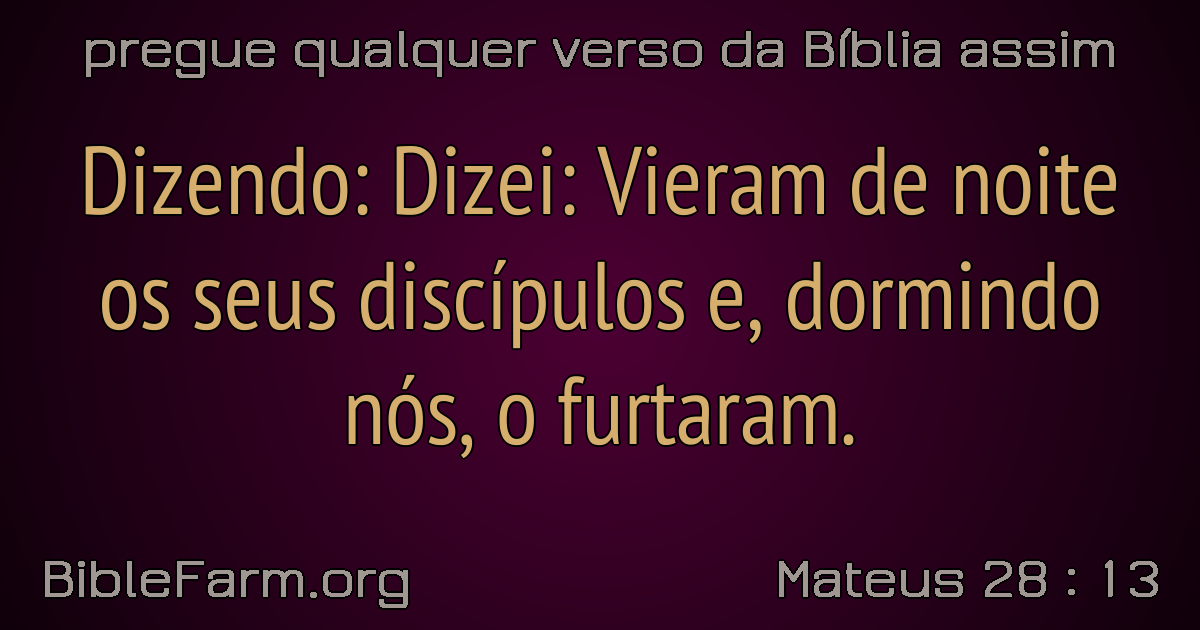 pregue qualquer verso da Bíblia assim
Dizendo: Dizei: Vieram de noite
os seus discípulos e, dormindo
nós, o furtaram.
BibleFarm.org
Mateus 28 : 13